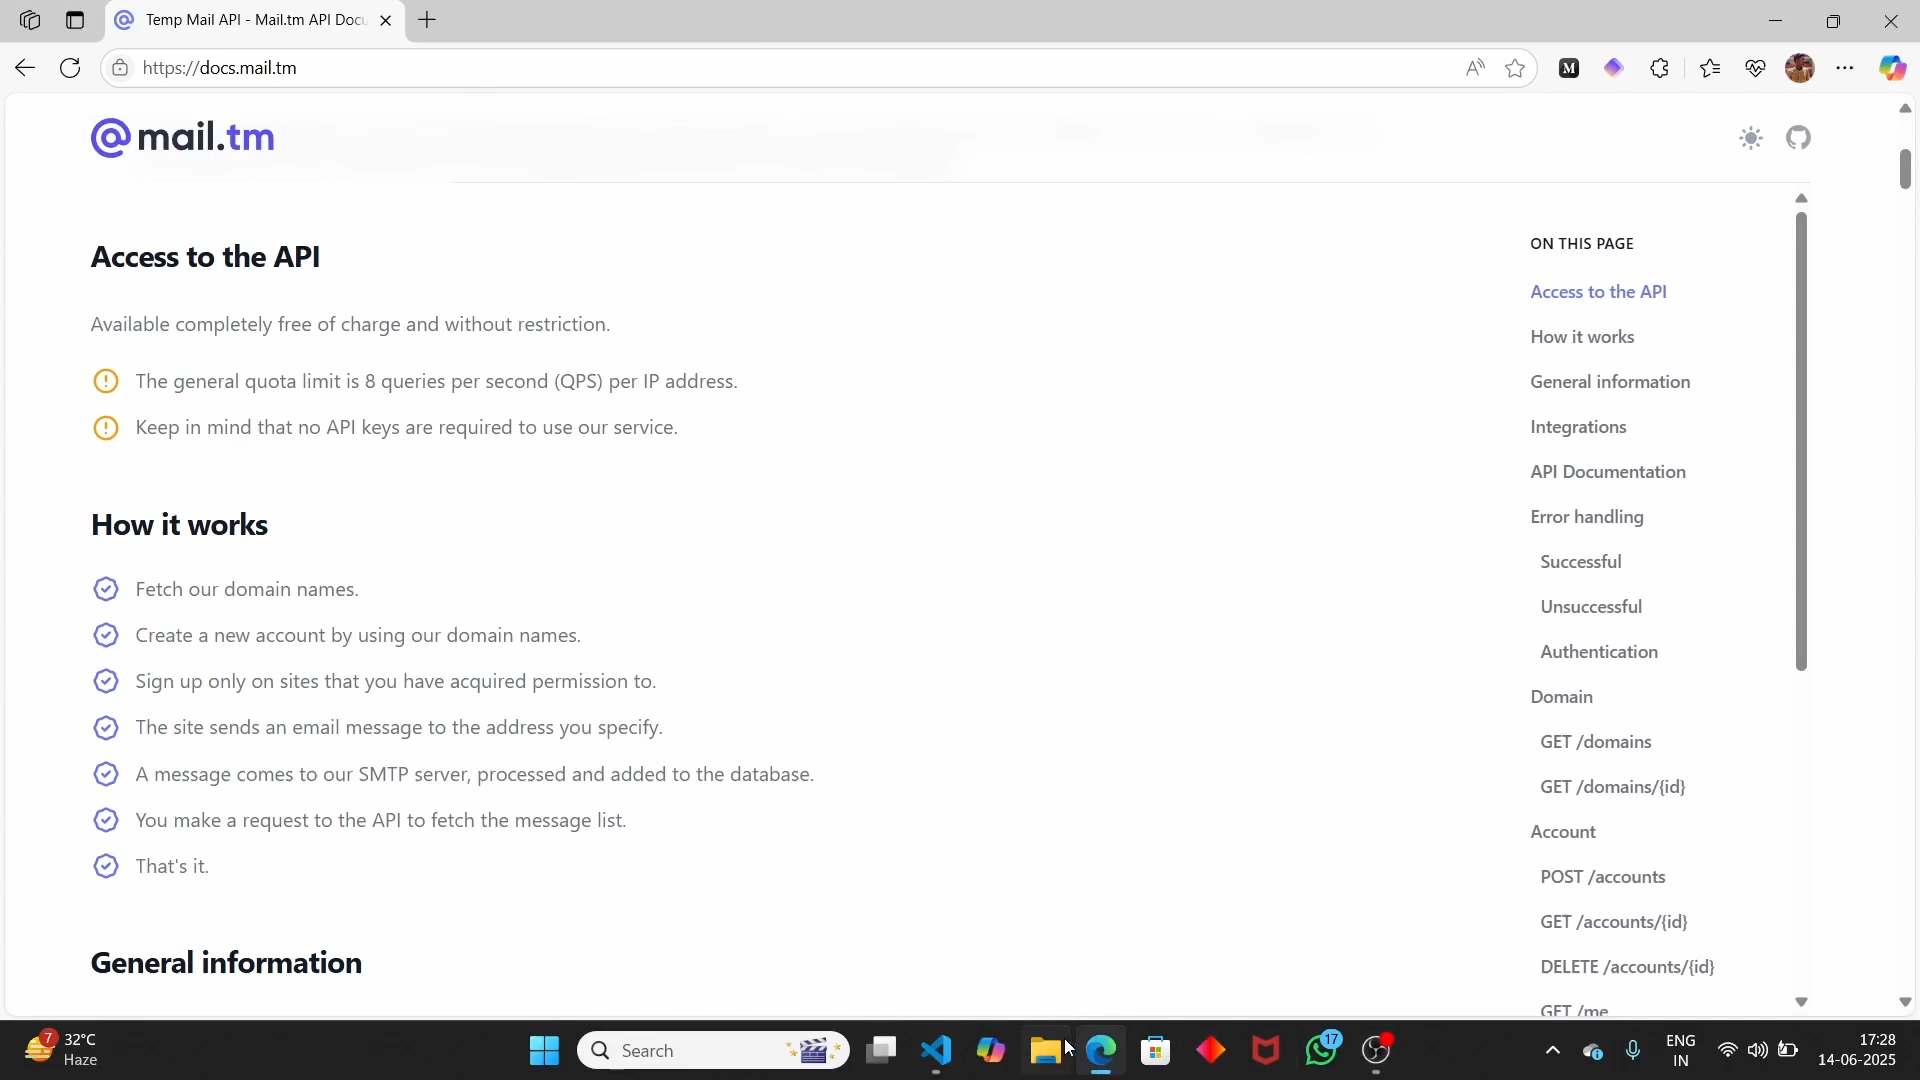 Temp Mail API - Mail.tm API Docu
https://docs.mail.tm
M
@mail.tm
Access to the API
Available completely free of charge and without restriction.
The general quota limit is 8 queries per second (QPS) per IP address.
Keep in mind that no API keys are required to use our service.
How it works
Fetch our domain names.
Create a new account by using our domain names.
Sign up only on sites that you have acquired permission to.
The site sends an email message to the address you specify.
A message comes to our SMTP server, processed and added to the database.
You make a request to the API to fetch the message list.
That's it.
General information
ON THIS PAGE
Access to the API
How it works
General information
Integrations
API Documentation
Error handling
Successful
Unsuccessful
Authentication
Domain
GET /domains
GET /domains/{id}
Account
POST /accounts
GET /accounts/{id}
DELETE /accounts/{id}
GET /me
7
32°C
Haze
Search
17
ENG
IN
17:28
14-06-2025